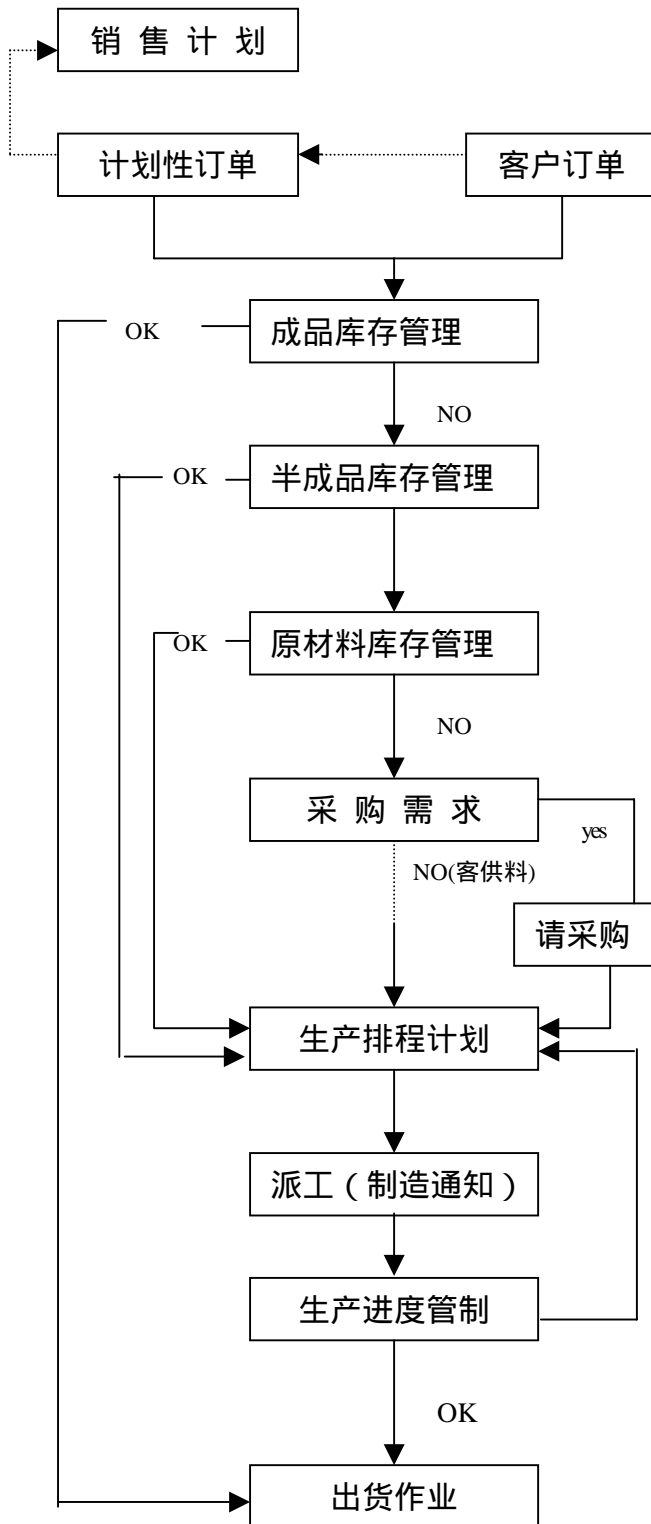 销 售 计 划
计划性订单 客户订单
OK 成品库存管理
NO
OK 半成品库存管理
OK 原材料库存管理
NO
采 购 需 求
yes
NO(客供料)
请采购
生产排程计划
派工（制造通知）
生产进度管制
OK
出货作业